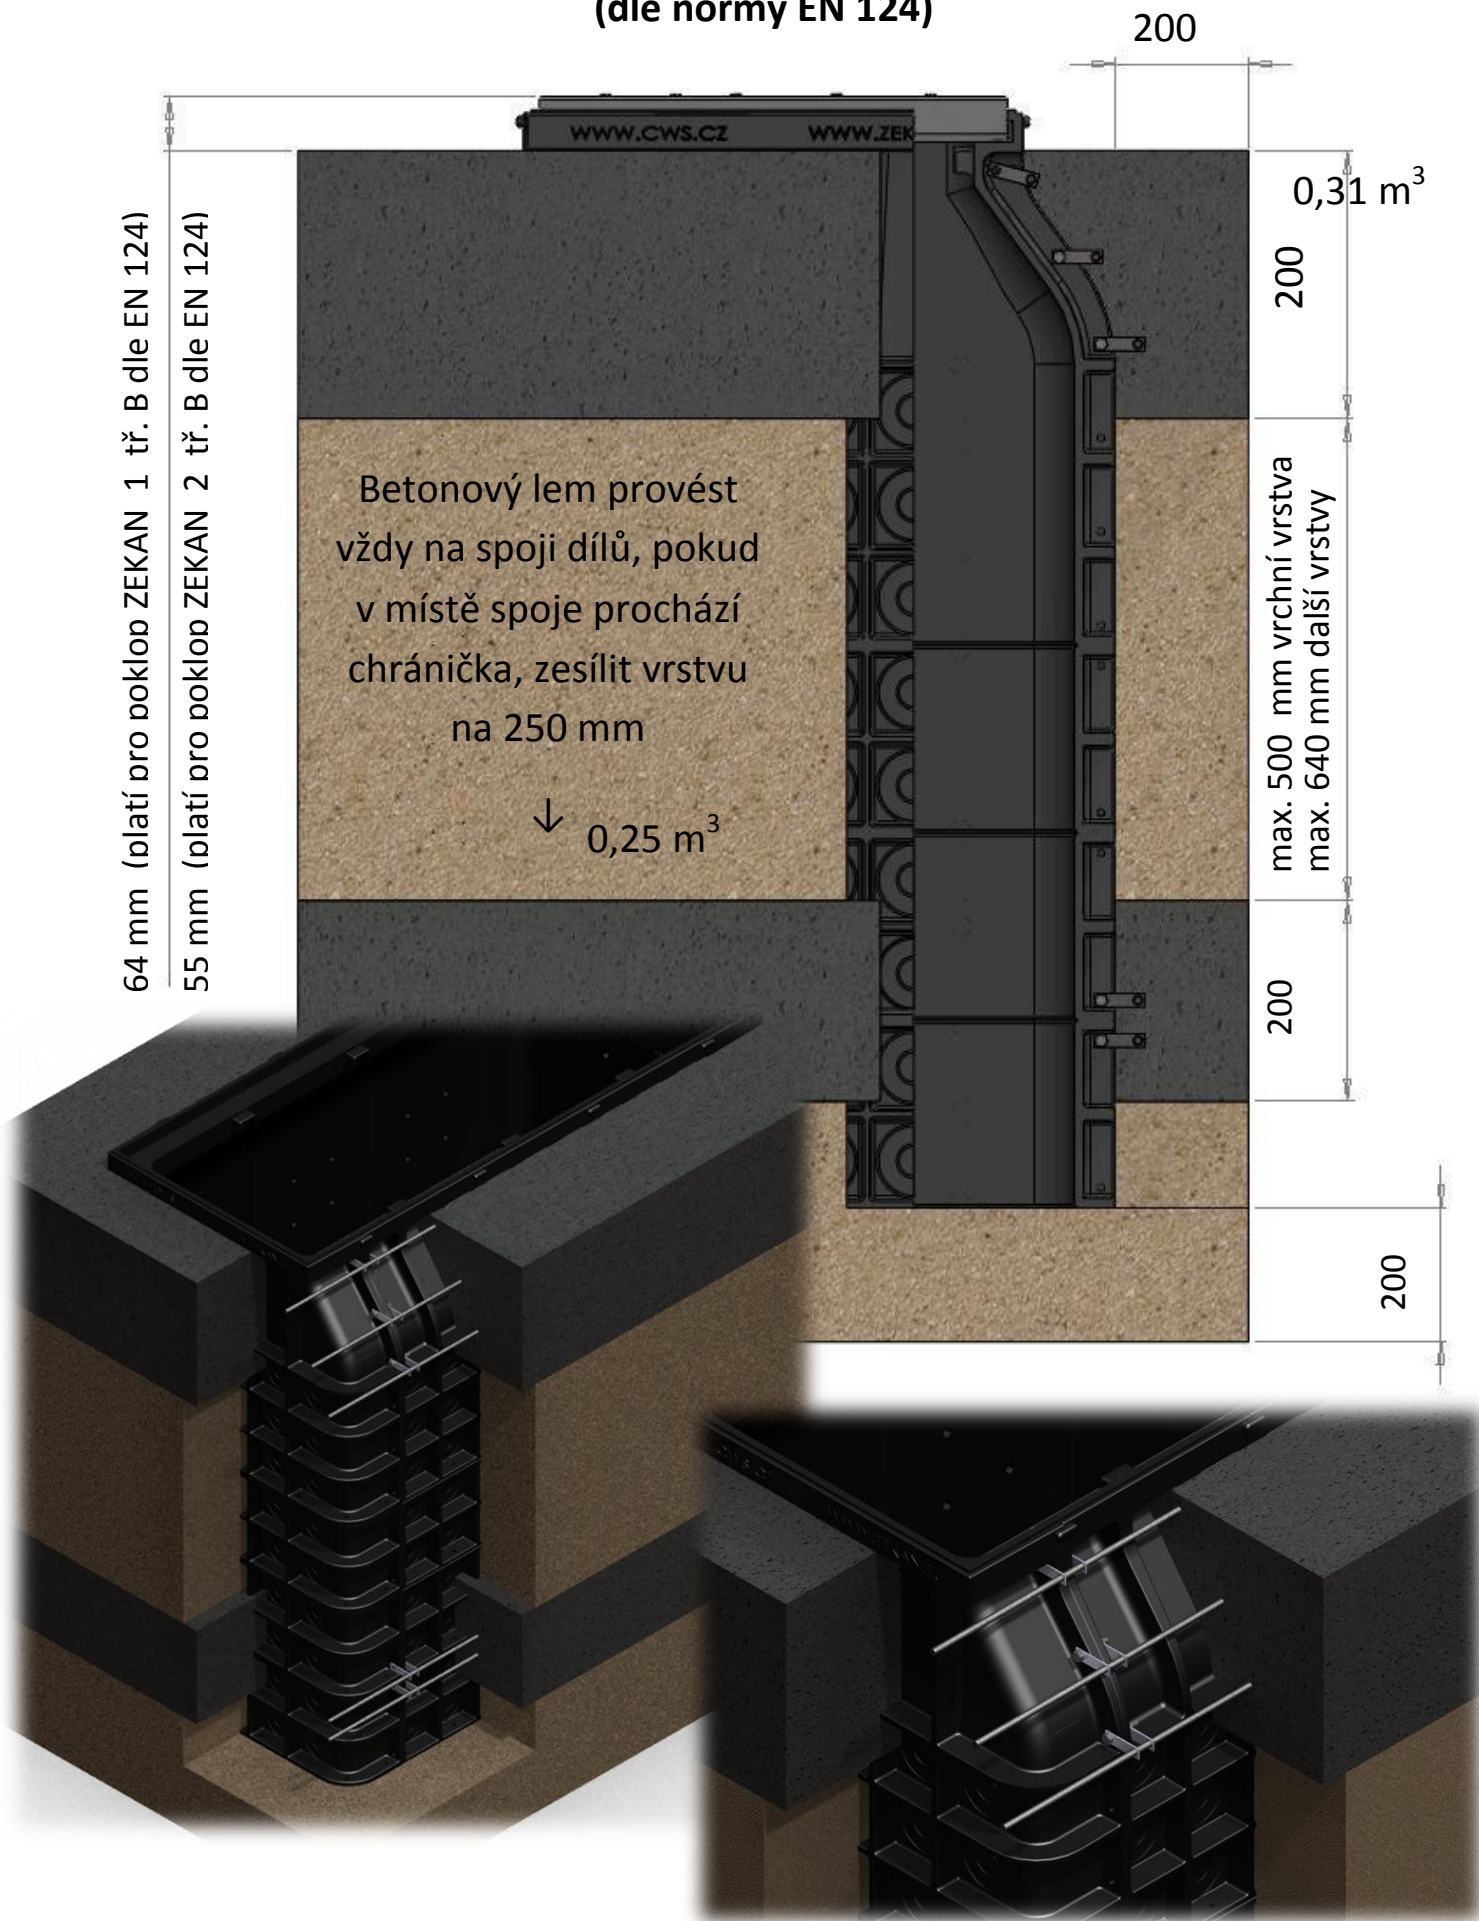 (dle normy EN 124)
200
WWW.CWS.CZ
WWW.ZEK
0,31 m³
200
64 mm (platí pro poklop ZEKAN 1 tř. B dle EN 124)
55 mm (platí pro poklop ZEKAN 2 tř. B dle EN 124)
Betonový lem provést
vždy na spoji dílů, pokud
v místě spoje prochází
chránička, zesílit vrstvu
na 250 mm
↓ 0,25 m³
max. 500 mm vrchní vrstva
max. 640 mm další vrstvy
200
200